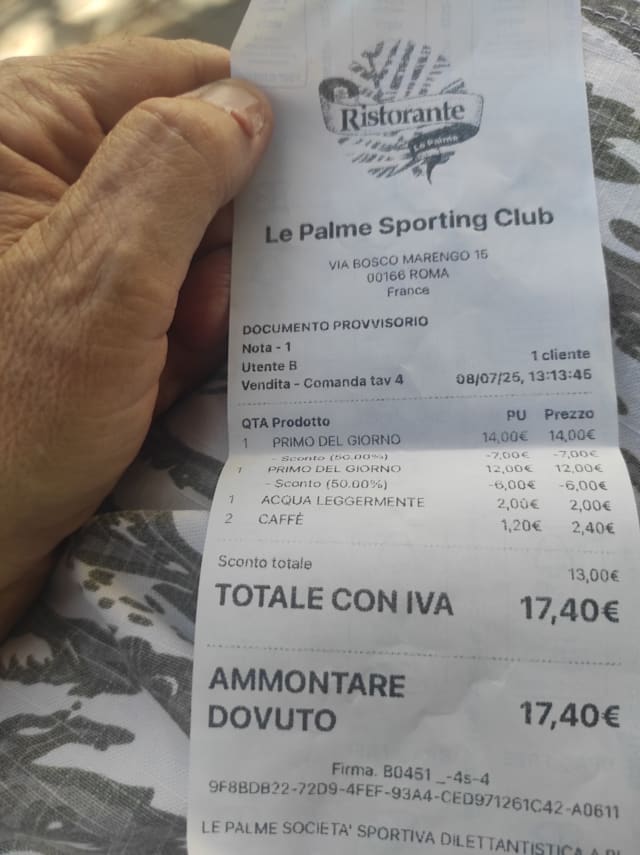 Ristorante
Le Palme
Le Palme Sporting Club
VIA BOSCO MARENGO 15
00166 ROMA
France
DOCUMENTO PROVVISORIO
Nota - 1
Utente B 1 cliente
Vendita - Comanda tav 4 08/07/25, 13:13:45
QTA Prodotto PU Prezzo
1 PRIMO DEL GIORNO 14,00€ 14,00€
- Sconto (50.00%) -7,00€ -7,00€
1 PRIMO DEL GIORNO 12,00€ 12,00€
- Sconto (50.00%) -6,00€ -6,00€
1 ACQUA LEGGERMENTE 2,00€ 2,00€
2 CAFFÈ 1,20€ 2,40€
Sconto totale 13,00€
TOTALE CON IVA 17,40€
AMMONTARE
DOVUTO 17,40€
Firma. B0451 _-4s-4
9F8BDB22-72D9-4FEF-93A4-CED971261C42-A0611
LE PALME SOCIETA' SPORTIVA DILETTANTISTICA A